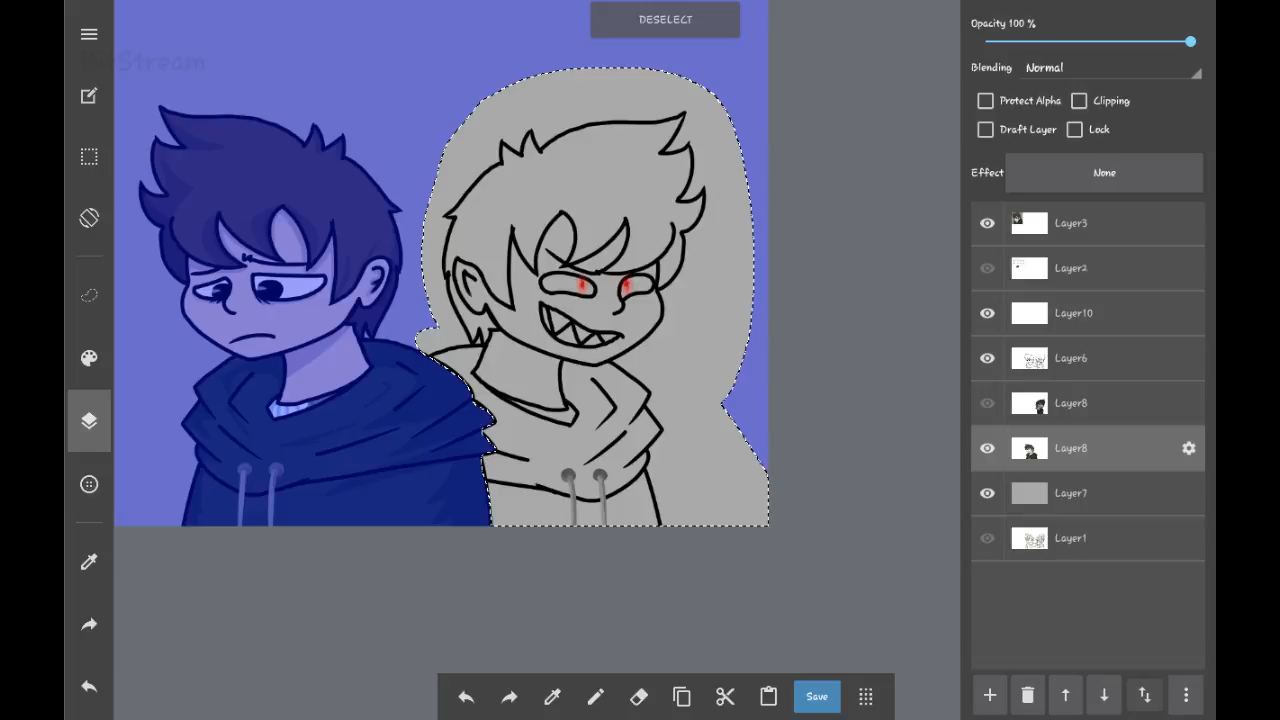 DESELECT
Opacity 100 %
Blending Normal
Protect Alpha Clipping
Draft Layer Lock
Effect None
Layer3
Layer2
Layer10
Layer6
Layer8
Layer8
Layer7
Layer1
Save